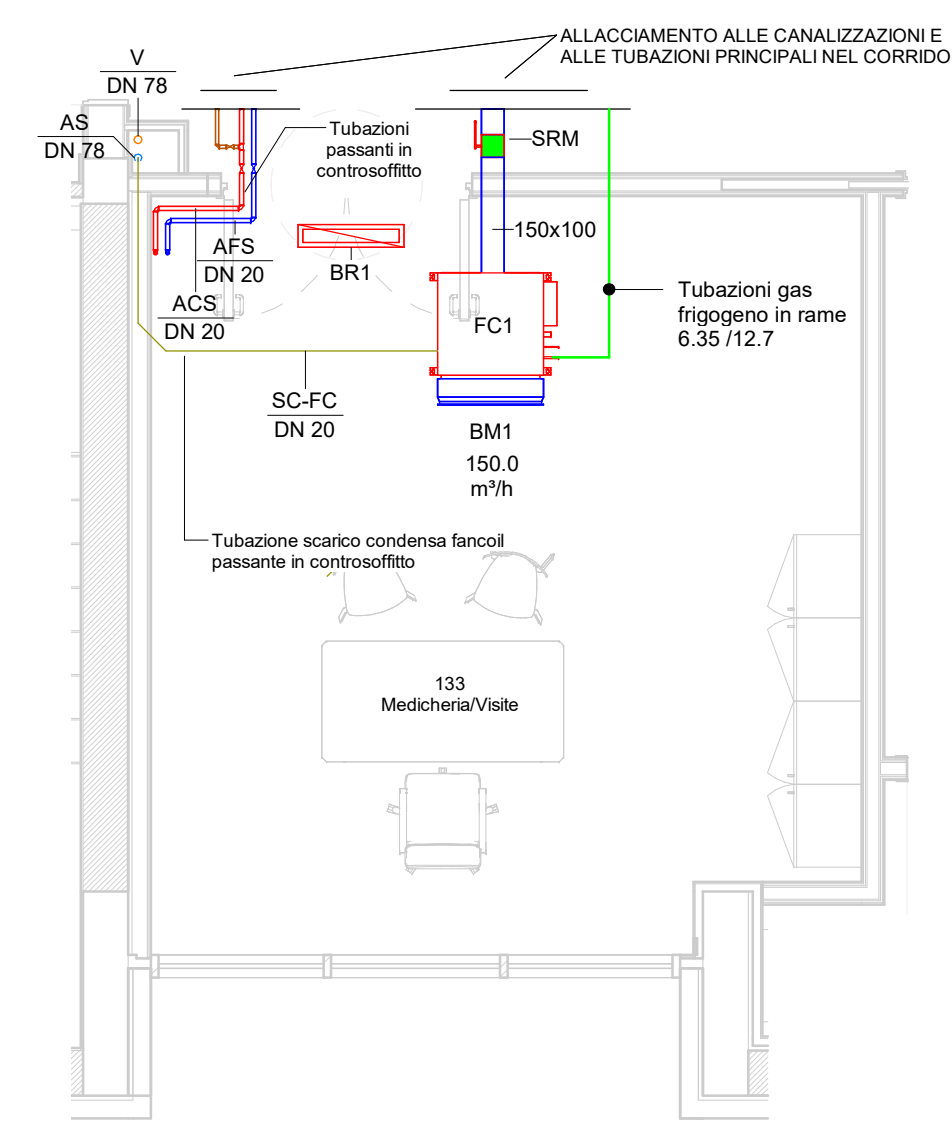 ALLACCIAMENTO ALLE CANALIZZAZIONI E
ALLE TUBAZIONI PRINCIPALI NEL CORRIDO
V
DN 78
AS
DN 78
Tubazioni
passanti in
controsoffitto
SRM
150x100
AFS
DN 20
BR1
ACS
DN 20
FC1
Tubazioni gas
frigogeno in rame
6.35 /12.7
SC-FC
DN 20
BM1
150.0
m³/h
Tubazione scarico condensa fancoil
passante in controsoffitto
133
Medicheria/Visite